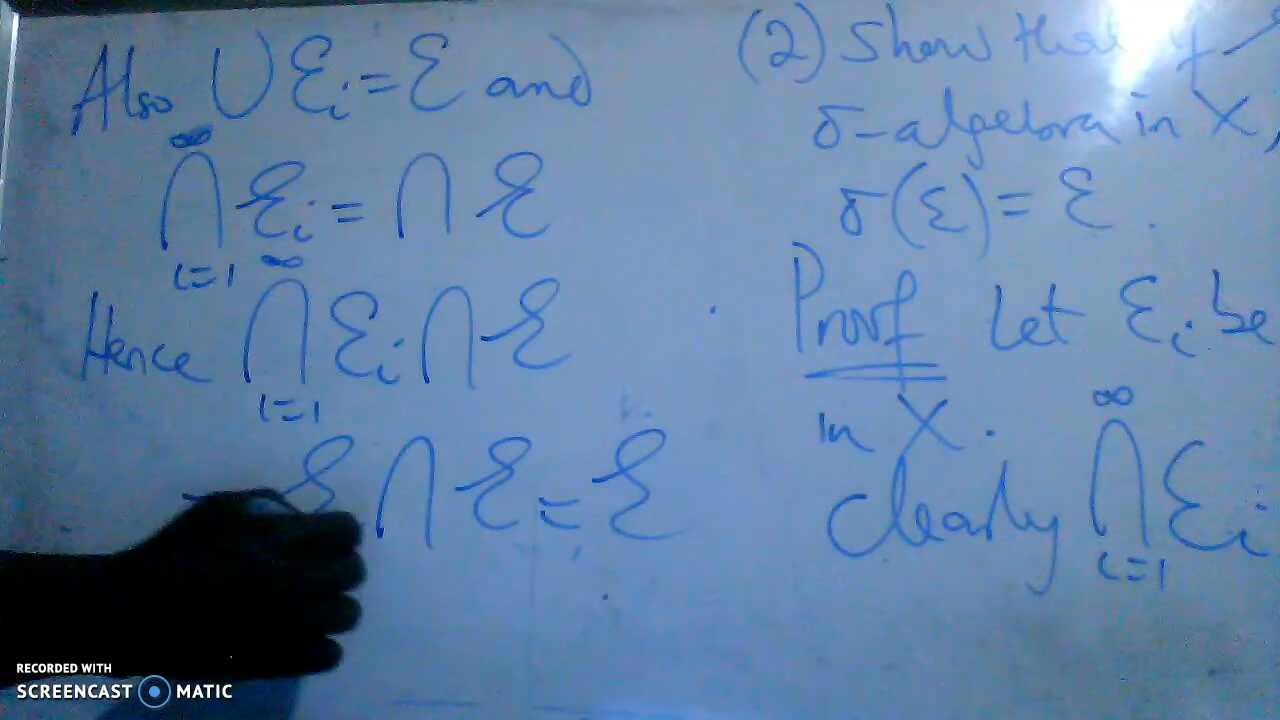 Also ∪ Ɛi = Ɛ and
∞
∩ Ɛi = ∩ Ɛ
i=1
Hence ∞
∩ Ɛi ∩ Ɛ
i=1
= Ɛ ∩ Ɛ = Ɛ
(2) Show that if
σ-algebra in X,
σ(Ɛ) = Ɛ.
Proof Let Ɛi be
in X.
∞
Clearly ∩ Ɛi
i=1
RECORDED WITH
SCREENCAST MATIC